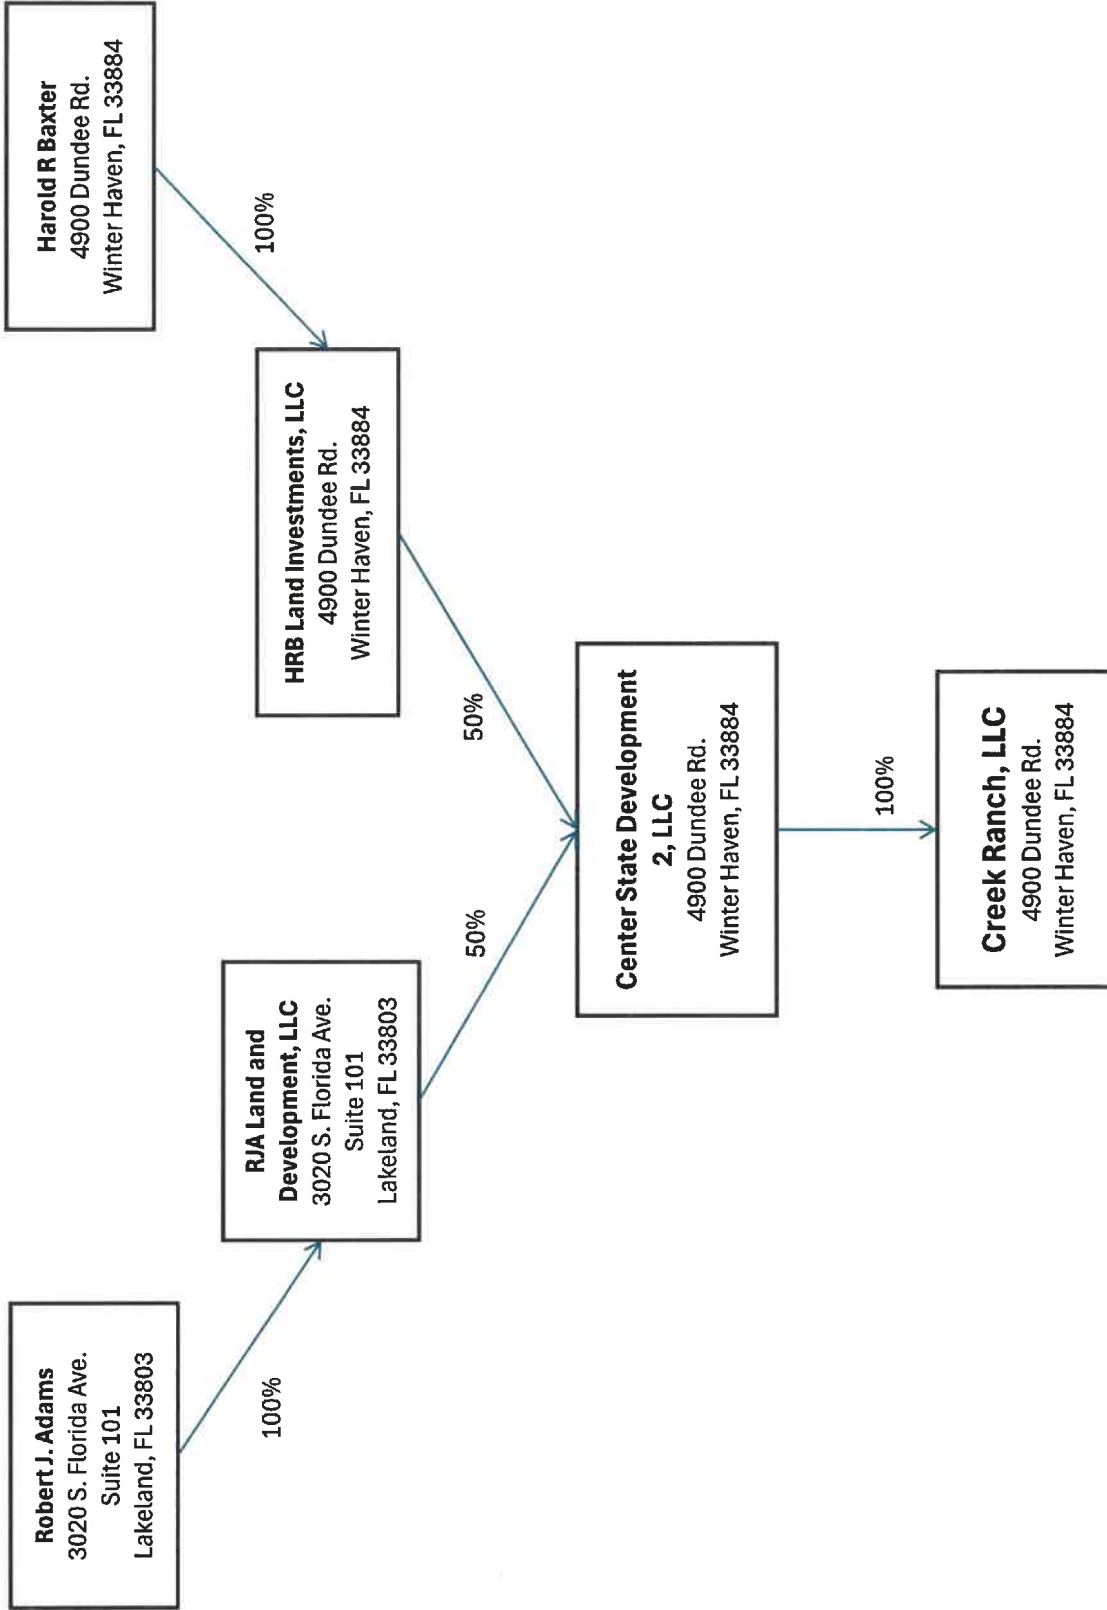 Robert J. Adams
3020 S. Florida Ave.
Suite 101
Lakeland, FL 33803
100%
RJA Land and
Development, LLC
3020 S. Florida Ave.
Suite 101
Lakeland, FL 33803
50%
Harold R Baxter
4900 Dundee Rd.
Winter Haven, FL 33884
100%
HRB Land Investments, LLC
4900 Dundee Rd.
Winter Haven, FL 33884
50%
Center State Development
2, LLC
4900 Dundee Rd.
Winter Haven, FL 33884
100%
Creek Ranch, LLC
4900 Dundee Rd.
Winter Haven, FL 33884